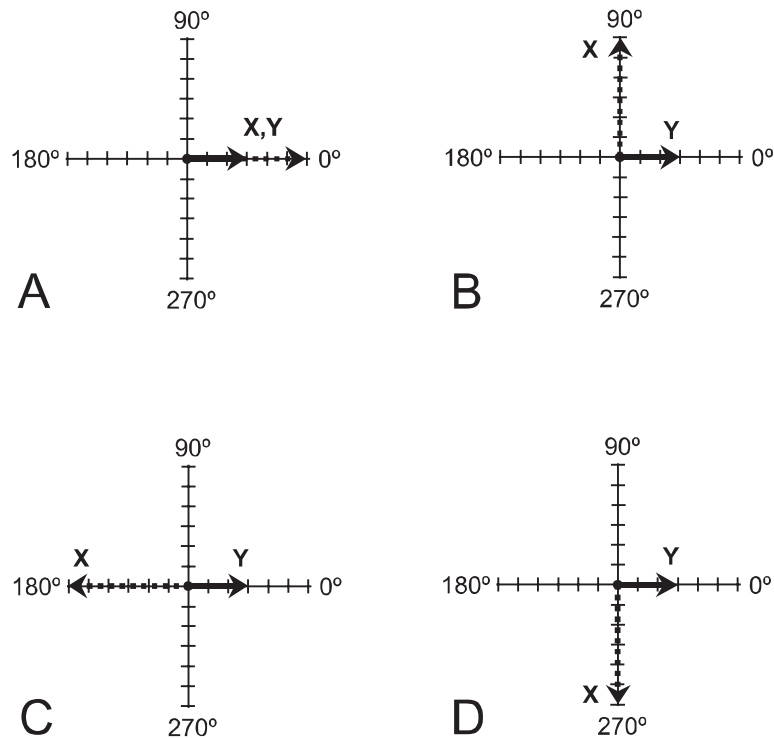 90º 90º
X
X,Y Y
180º 0º 180º 0º
A B
270º 270º
90º 90º
X Y Y
180º 0º 180º 0º
X
C D
270º 270º